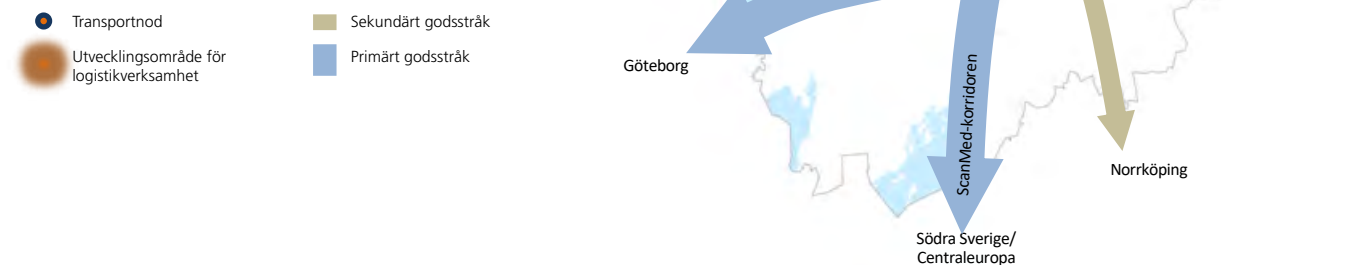 Transportnod
Utvecklingsområde för
logistikverksamhet
Sekundärt godsstråk
Primärt godsstråk
Göteborg
ScanMed-korridoren
Norrköping
Södra Sverige/
Centraleuropa